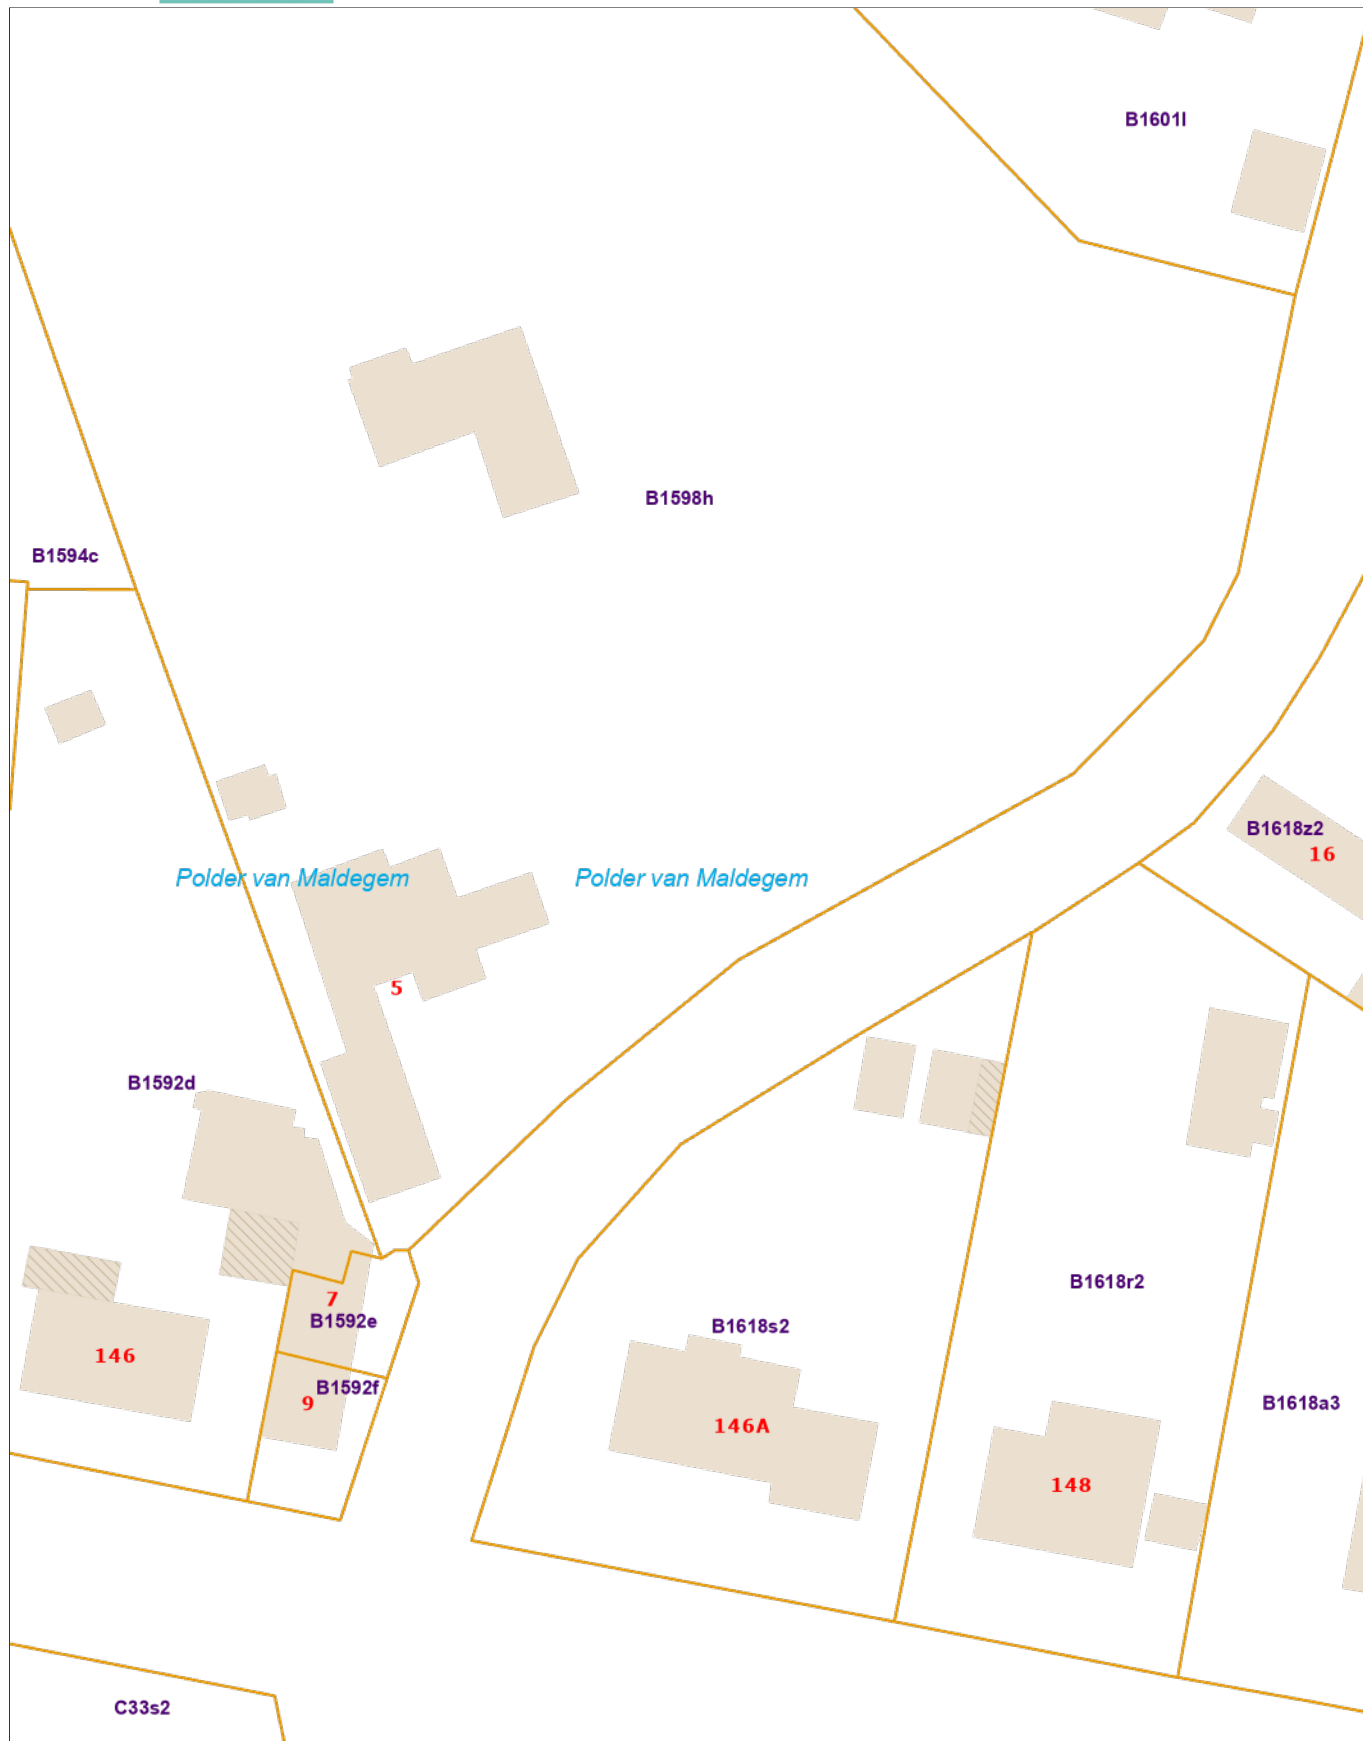 B1601l
B1598h
B1594c
B1618z2
16
Polder van Maldegem
Polder van Maldegem
5
B1592d
B1618r2
7
B1592e
B1618s2
146
B1592f
9
B1618a3
146A
148
C33s2